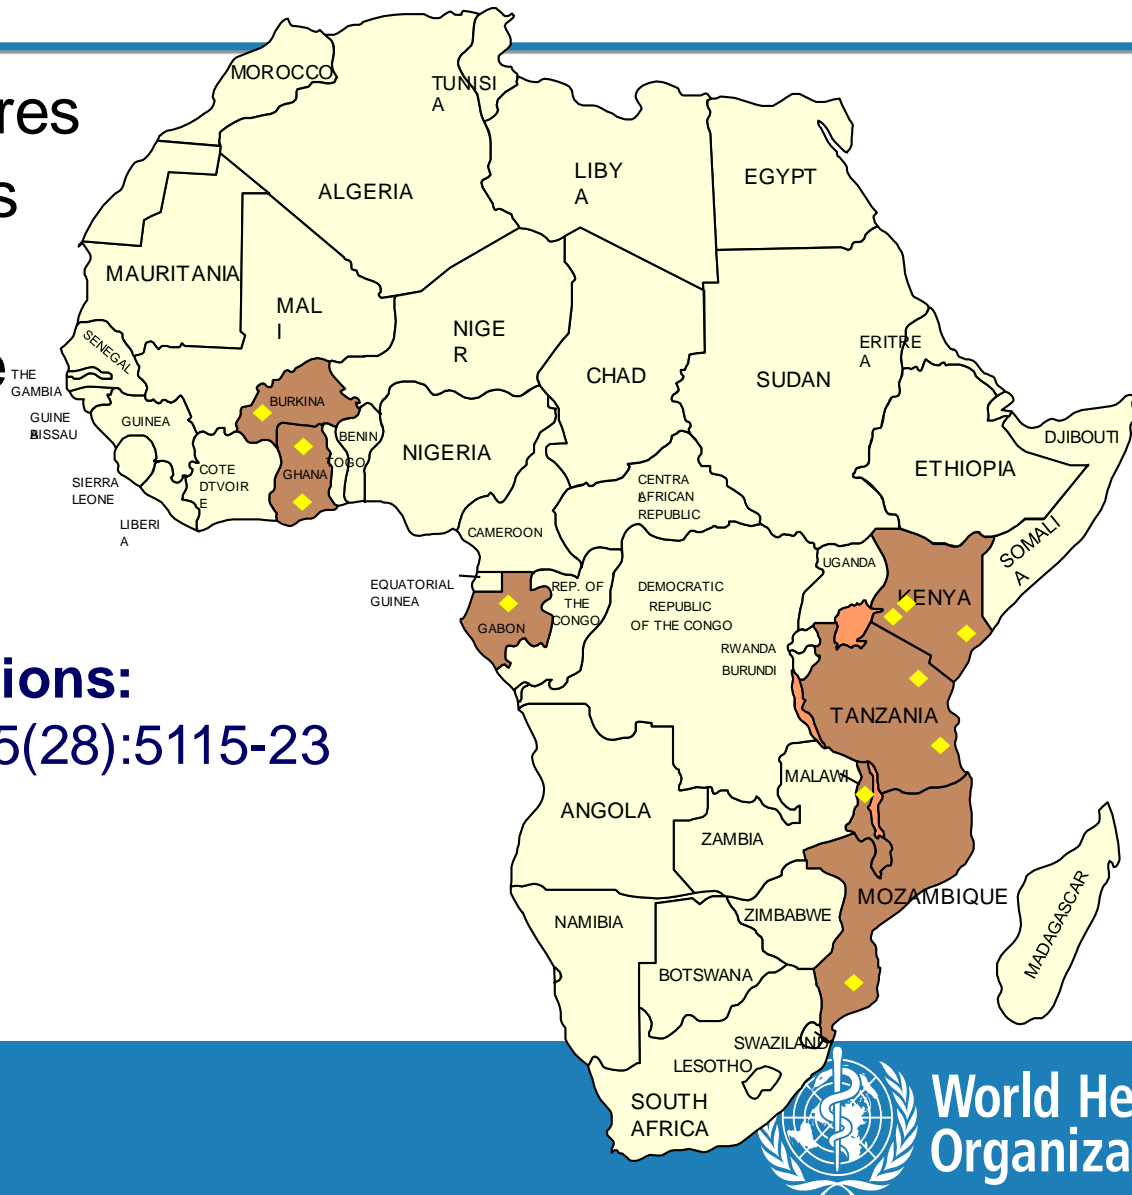 res
s
e
ions:
5(28):5115-23
MOROCCO
TUNISI
A
ALGERIA
LIBY
A
EGYPT
MAURITANIA
MAL
I
NIGE
R
CHAD
SUDAN
ERITRE
A
SENEGAL
THE
GAMBIA
GUINE
BISSAU
GUINEA
SIERRA
LEONE
LIBERI
A
COTE
DTVOIR
E
BURKINA
GHANA
TOGO
BENIN
NIGERIA
CAMEROON
CENTRA
AFRICAN
REPUBLIC
ETHIOPIA
DJIBOUTI
SOMALI
A
EQUATORIAL
GUINEA
GABON
REP. OF
THE
CONGO
DEMOCRATIC
REPUBLIC
OF THE CONGO
UGANDA
KENYA
RWANDA
BURUNDI
TANZANIA
ANGOLA
MALAWI
ZAMBIA
MOZAMBIQUE
NAMIBIA
ZIMBABWE
BOTSWANA
MADAGASCAR
SWAZILAND
LESOTHO
SOUTH
AFRICA
World He
Organiza